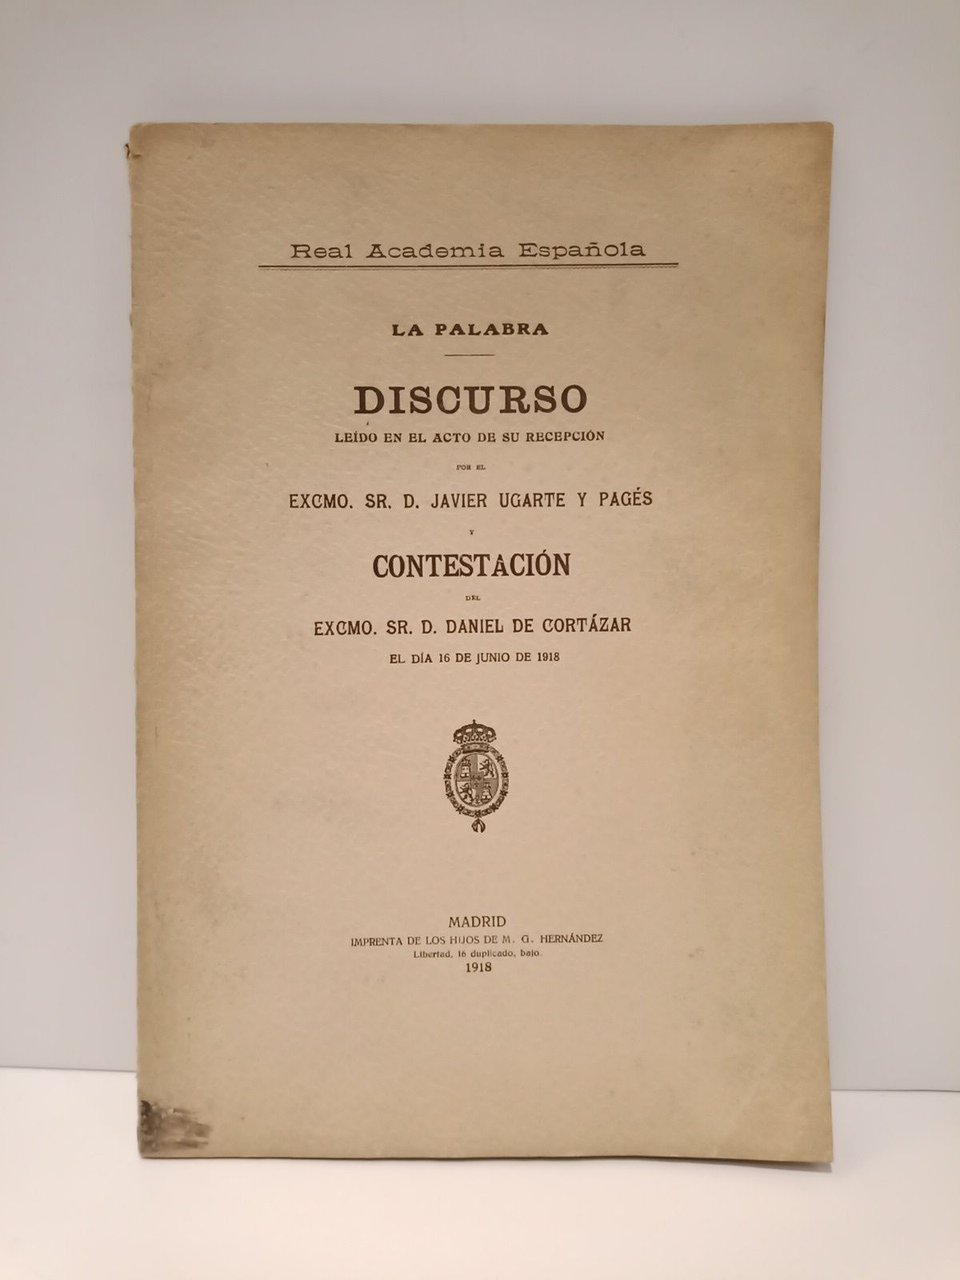 Real Academia Española
LA PALABRA
DISCURSO
LEÍDO EN EL ACTO DE SU RECEPCIÓN
POR EL
EXCMO. SR. D. JAVIER UGARTE Y PAGÉS
Y
CONTESTACIÓN
DEL
EXCMO. SR. D. DANIEL DE CORTÁZAR
EL DÍA 16 DE JUNIO DE 1918
MADRID
IMPRENTA DE LOS HIJOS DE M. G. HERNÁNDEZ
Libertad, 16 duplicado, bajo.
1918